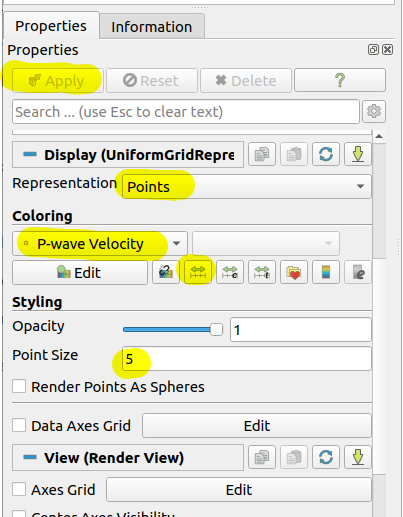 Properties Information
Properties
Apply Reset Delete ?
Search ... (use Esc to clear text)
Display (UniformGridRepre
Representation Points
Coloring
P-wave Velocity
Edit
Styling
Opacity 1
Point Size 5
Render Points As Spheres
Data Axes Grid Edit
View (Render View)
Axes Grid Edit
Center Axes Visibility